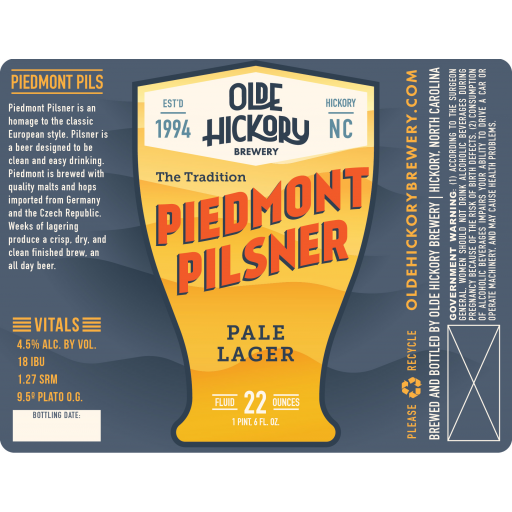 PIEDMONT PILS
Piedmont Pilsner is an
homage to the classic
European style. Pilsner is
a beer designed to be
clean and easy drinking.
Piedmont is brewed with
quality malts and hops
imported from Germany
and the Czech Republic.
Weeks of lagering
produce a crisp, dry, and
clean finished brew, an
all day beer.
VITALS
4.5% ALC. BY VOL.
18 IBU
1.27 SRM
9.5º PLATO O.G.
BOTTLING DATE:
EST'D
1994
OLDE
HICKORY
BREWERY
HICKORY
NC
The Tradition
PIEDMONT
PILSNER
PALE
LAGER
FLUID 22 OUNCES
1 PINT, 6 FL. OZ.
PLEASE RECYCLE OLDEHICKORYBREWERY.COM
BREWED AND BOTTLED BY OLDE HICKORY BREWERY | HICKORY, NORTH CAROLINA
GOVERNMENT WARNING: (1) ACCORDING TO THE SURGEON
GENERAL, WOMEN SHOULD NOT DRINK ALCOHOLIC BEVERAGES DURING
PREGNANCY BECAUSE OF THE RISK OF BIRTH DEFECTS. (2) CONSUMPTION
OF ALCOHOLIC BEVERAGES IMPAIRS YOUR ABILITY TO DRIVE A CAR OR
OPERATE MACHINERY, AND MAY CAUSE HEALTH PROBLEMS.